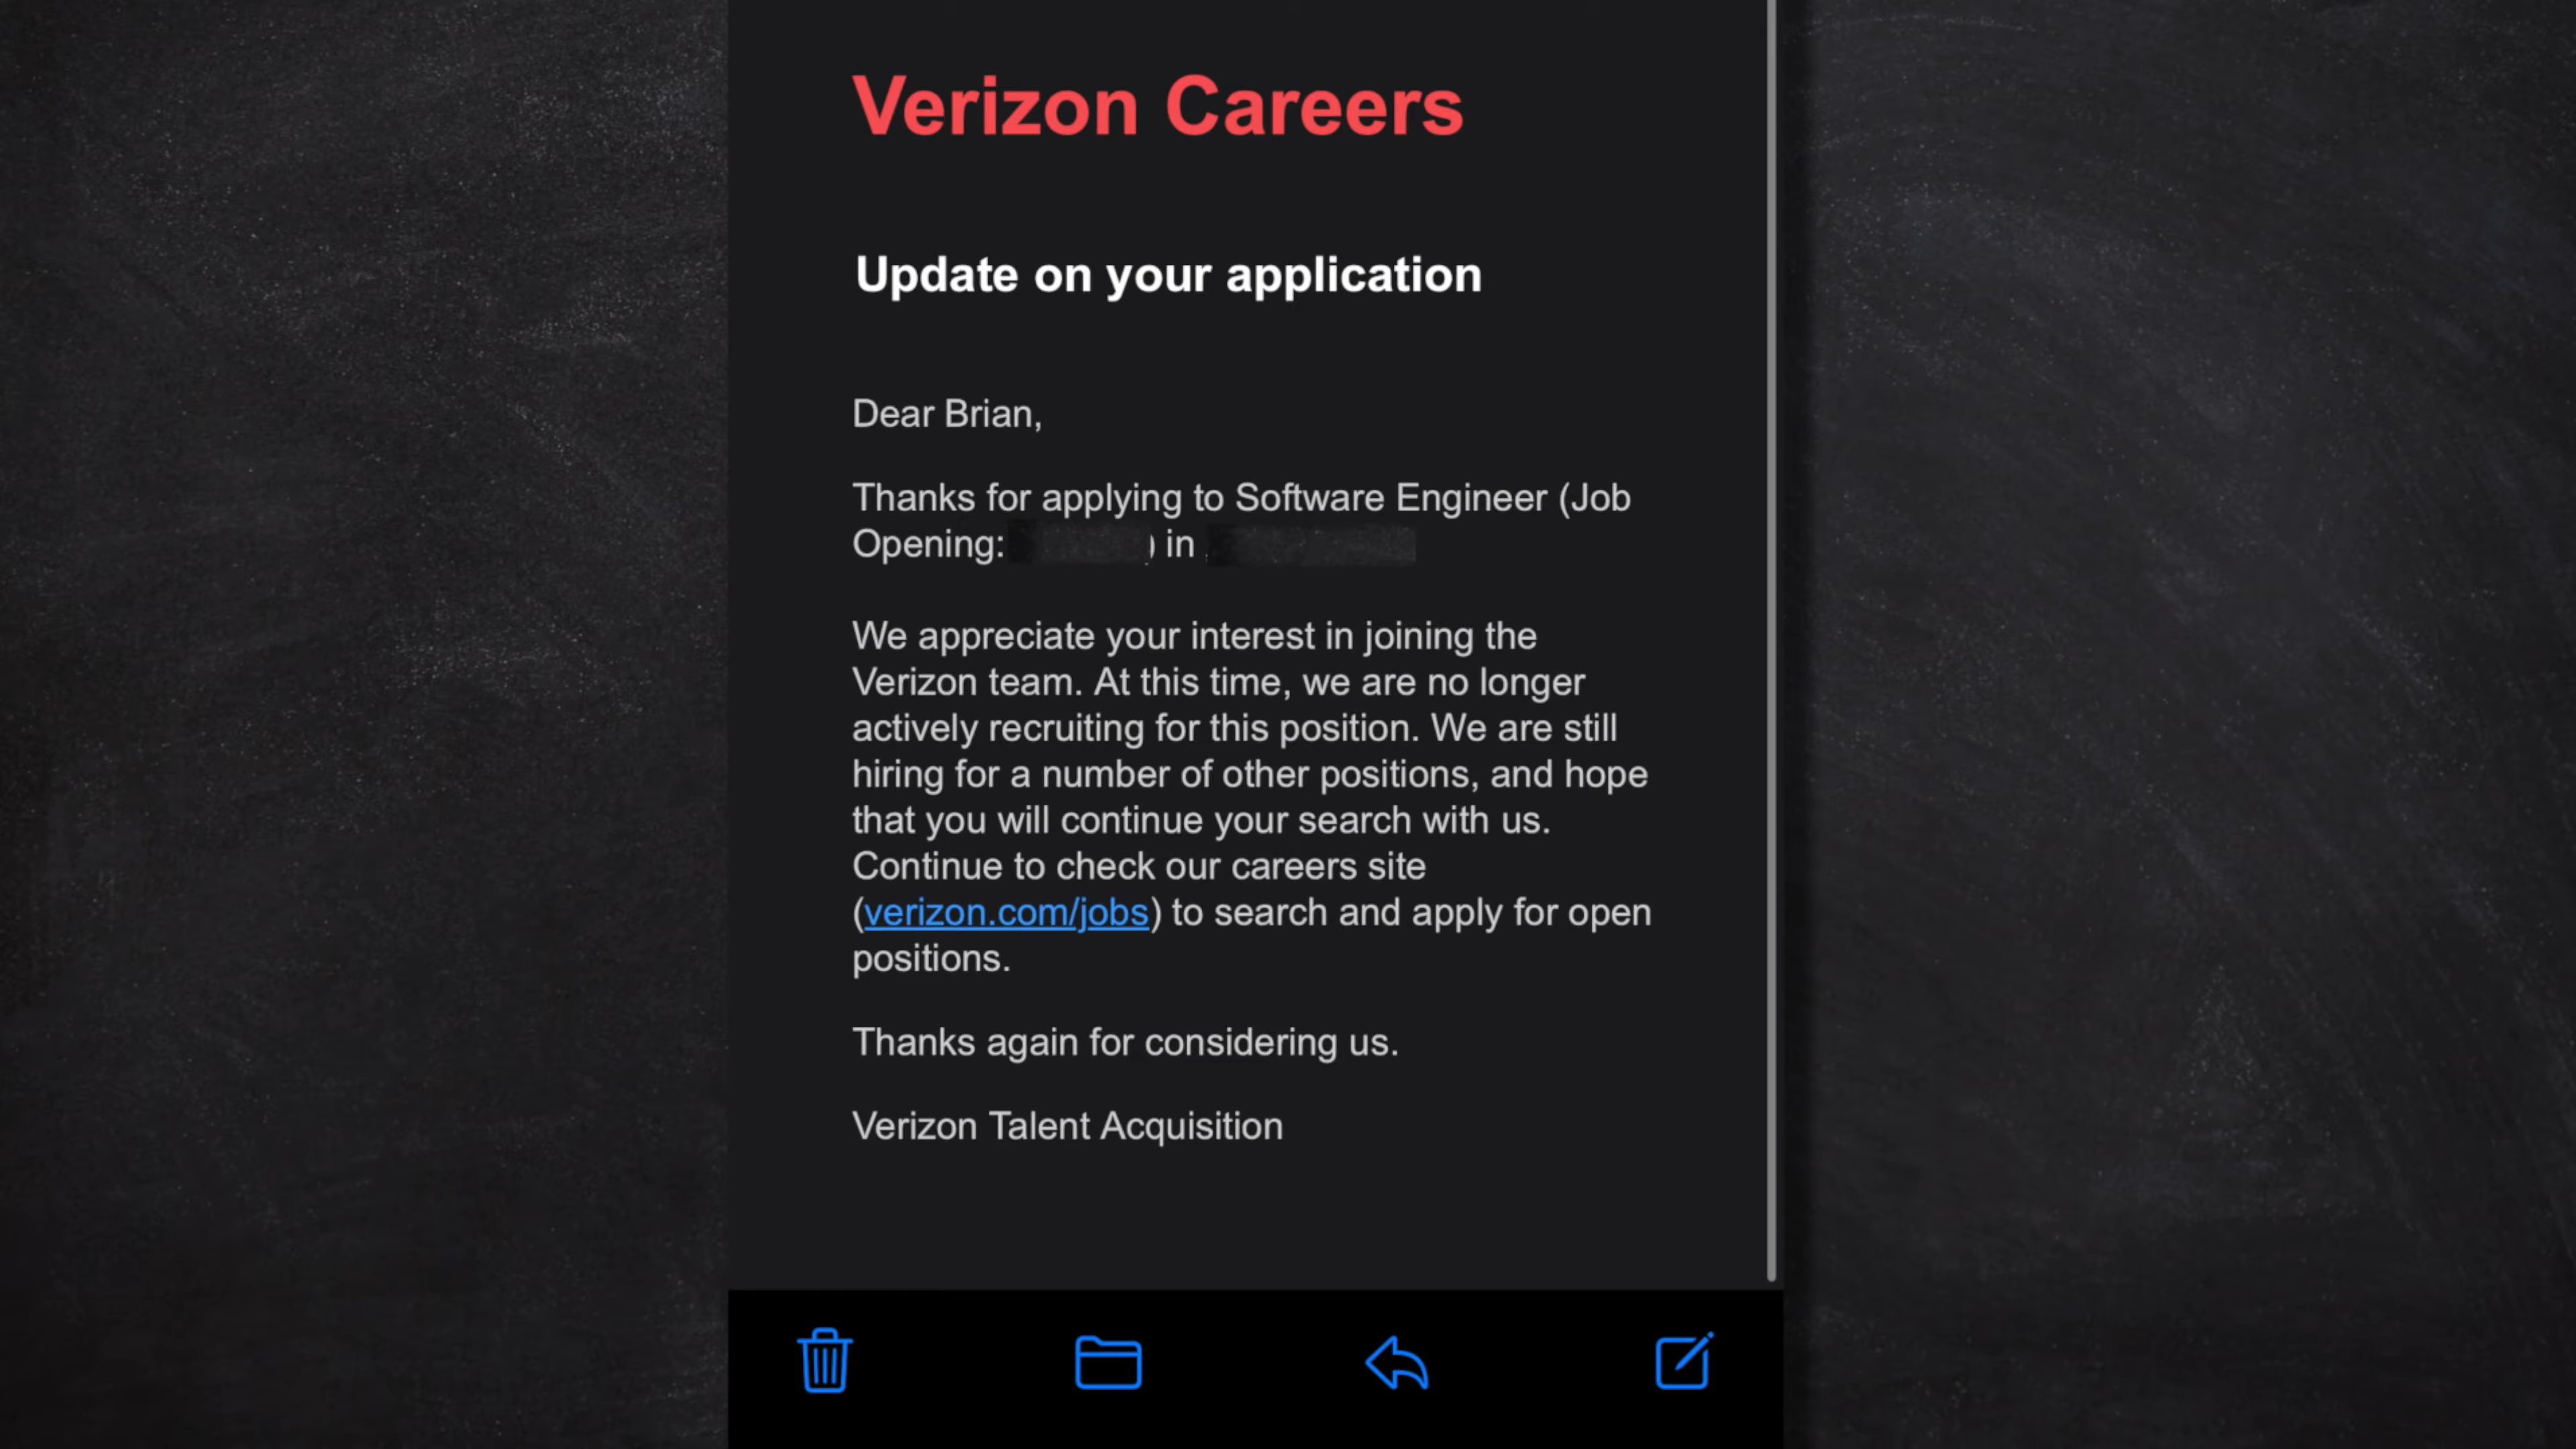 Verizon Careers
Update on your application
Dear Brian,
Thanks for applying to Software Engineer (Job
Opening: ) in
We appreciate your interest in joining the
Verizon team. At this time, we are no longer
actively recruiting for this position. We are still
hiring for a number of other positions, and hope
that you will continue your search with us.
Continue to check our careers site
(verizon.com/jobs) to search and apply for open
positions.
Thanks again for considering us.
Verizon Talent Acquisition